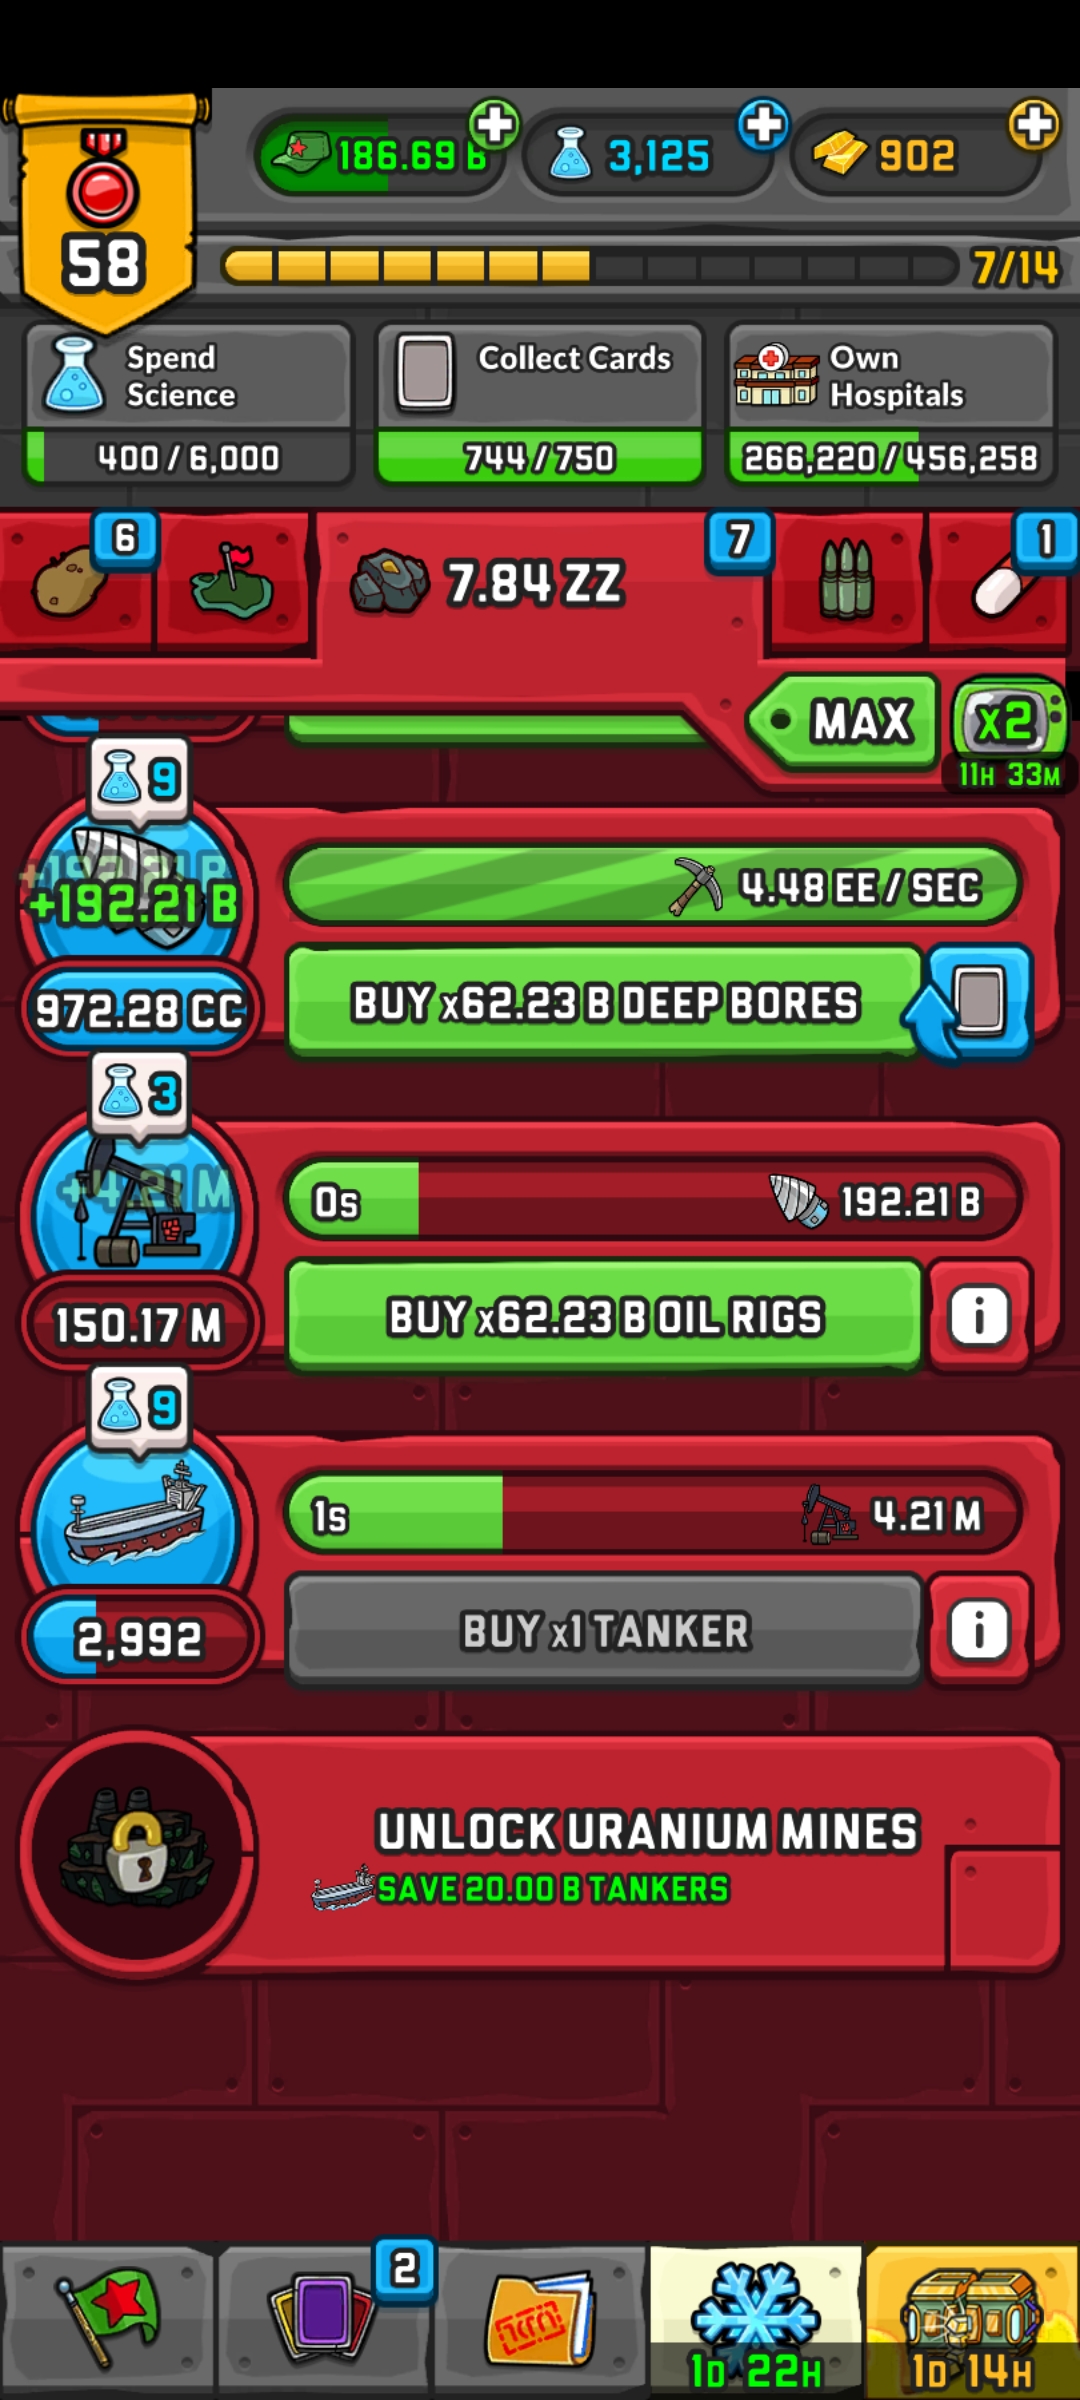 58
186.69 B
3,125
902
7/14
Spend
Science
400 / 6,000
Collect Cards
744 / 750
Own
Hospitals
266,220 / 456,258
6
7.84 ZZ
7
1
MAX
x2
11H 33M
9
+192.21 B
+192.21 B
4.48 EE / SEC
972.28 CC
BUY x62.23 B DEEP BORES
3
+4.21 M
0s
192.21 B
150.17 M
BUY x62.23 B OIL RIGS
i
9
1s
4.21 M
2,992
BUY x1 TANKER
i
UNLOCK URANIUM MINES
SAVE 20.00 B TANKERS
2
1D 22H
1D 14H